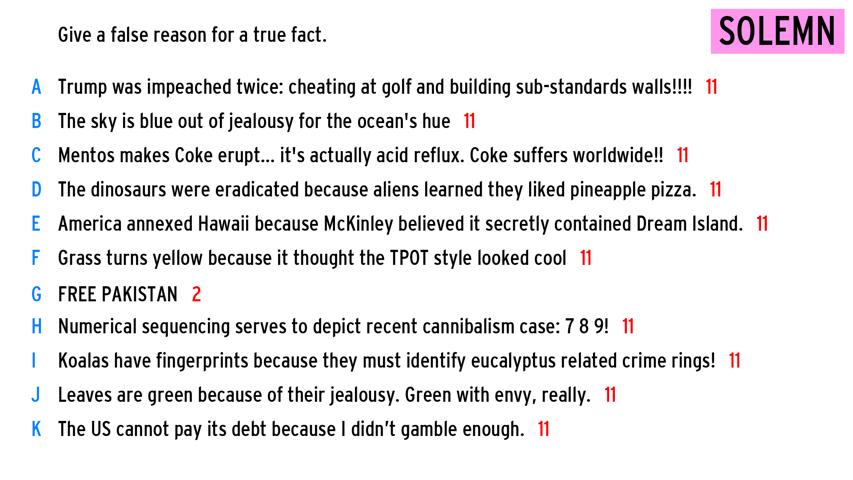 Give a false reason for a true fact.
SOLEMN
A Trump was impeached twice: cheating at golf and building sub-standards walls!!!! 11
B The sky is blue out of jealousy for the ocean's hue 11
C Mentos makes Coke erupt... it's actually acid reflux. Coke suffers worldwide!! 11
D The dinosaurs were eradicated because aliens learned they liked pineapple pizza. 11
E America annexed Hawaii because McKinley believed it secretly contained Dream Island. 11
F Grass turns yellow because it thought the TPOT style looked cool 11
G FREE PAKISTAN 2
H Numerical sequencing serves to depict recent cannibalism case: 7 8 9! 11
I Koalas have fingerprints because they must identify eucalyptus related crime rings! 11
J Leaves are green because of their jealousy. Green with envy, really. 11
K The US cannot pay its debt because I didn’t gamble enough. 11